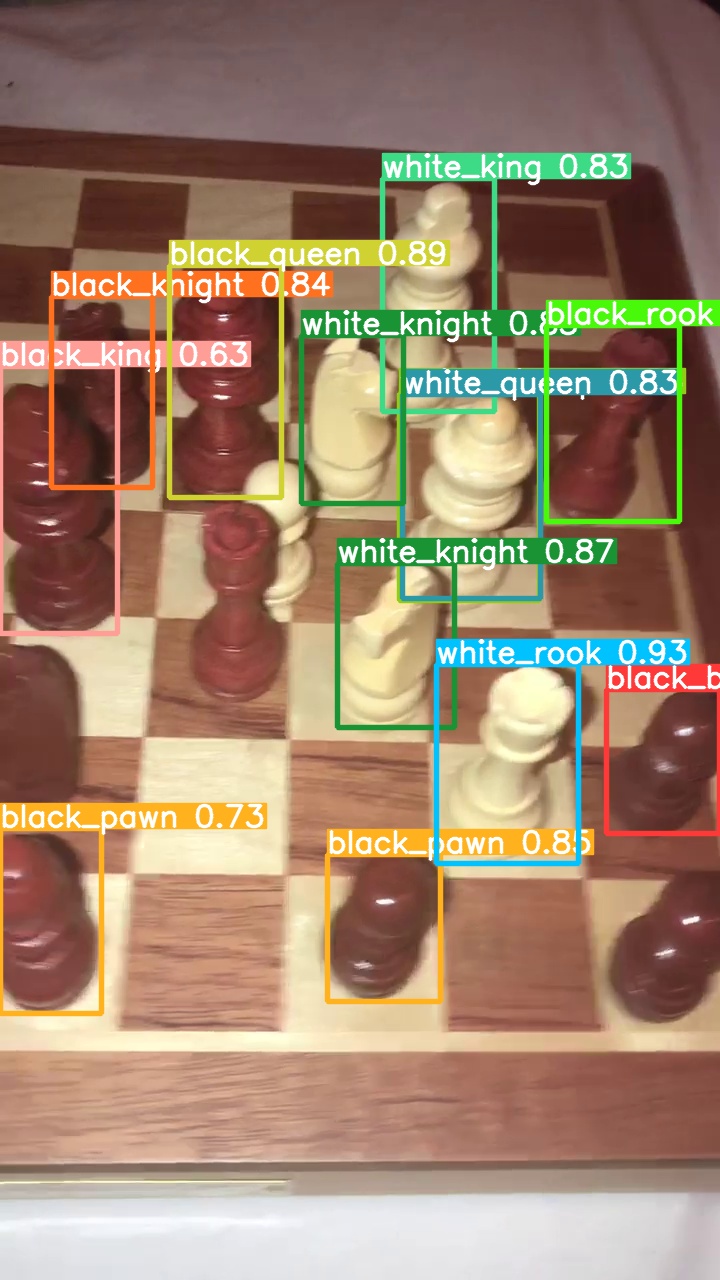 white_king 0.83
black_queen 0.89
black_knight 0.84
black_rook
white_knight 0.83
black_king 0.63
white_queen 0.83
white_knight 0.87
white_rook 0.93
black_b
black_pawn 0.73
black_pawn 0.85